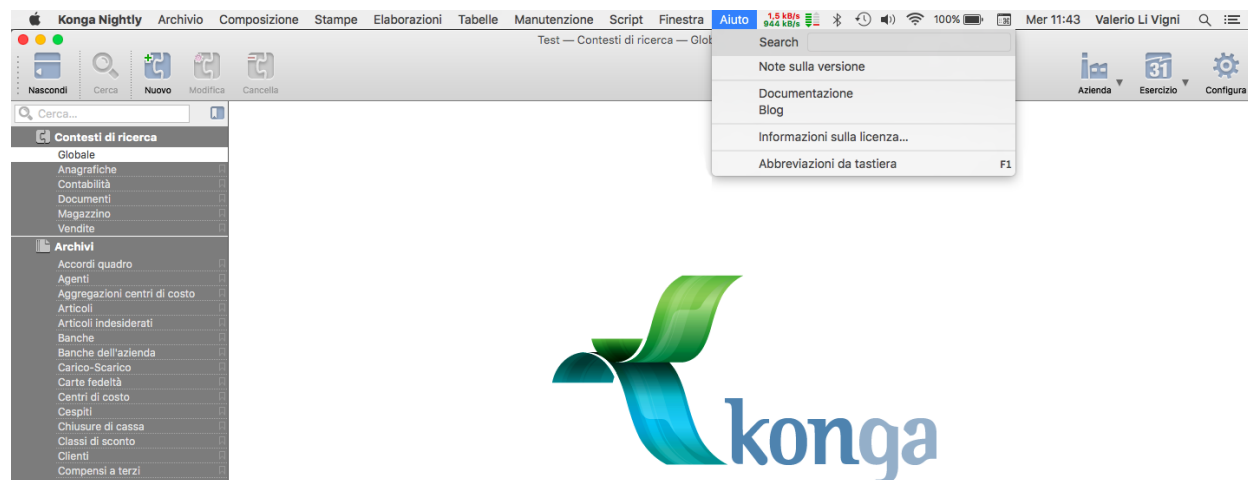 Konga Nightly Archivio Composizione Stampe Elaborazioni Tabelle Manutenzione Script Finestra Aiuto 1,5 kB/s 944 kB/s 100% Mer 11:43 Valerio Li Vigni
Test — Contesti di ricerca — Glob
Search
Note sulla versione
Documentazione
Blog
Informazioni sulla licenza...
Abbreviazioni da tastiera F1
Nascondi Cerca Nuovo Modifica Cancella
31
Azienda Esercizio Configura
Cerca...
Contesti di ricerca
Globale
Anagrafiche
Contabilità
Documenti
Magazzino
Vendite
Archivi
Accordi quadro
Agenti
Aggregazioni centri di costo
Articoli
Articoli indesiderati
Banche
Banche dell'azienda
Carico-Scarico
Carte fedeltà
Centri di costo
Cespiti
Chiusure di cassa
Classi di sconto
Clienti
Compensi a terzi
konga